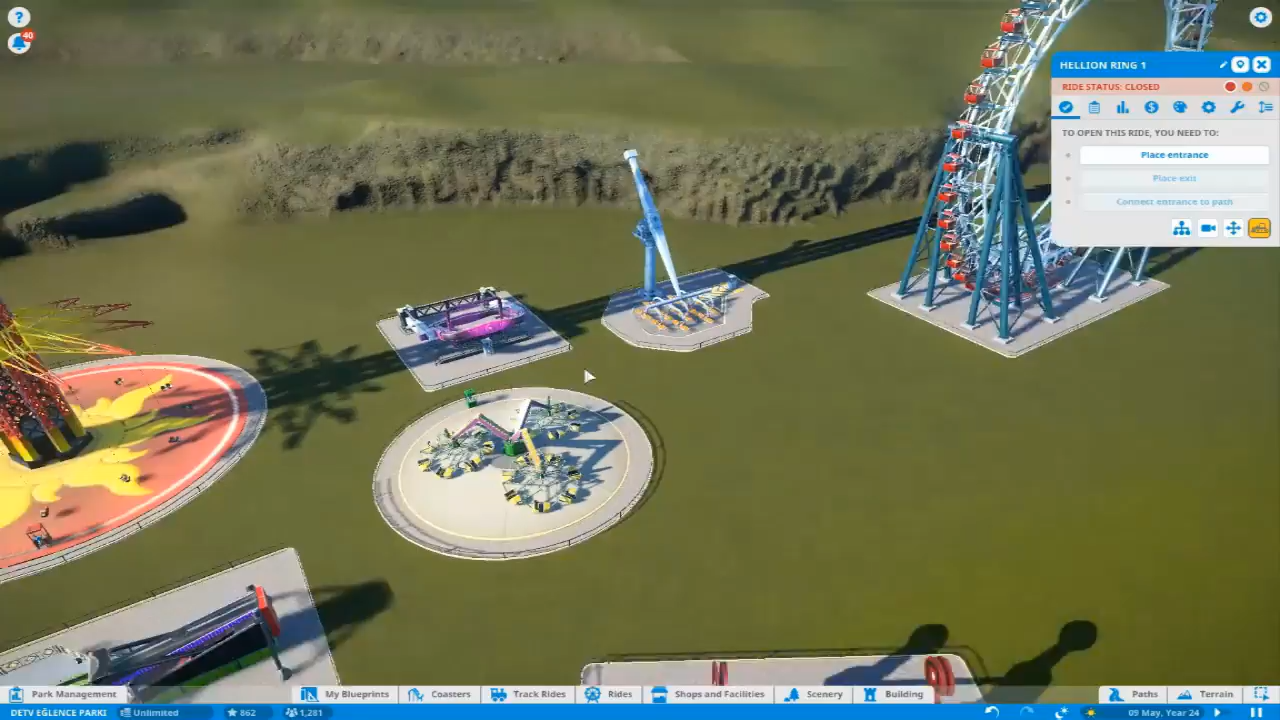 ?
40
HELLION RING 1
RIDE STATUS: CLOSED
TO OPEN THIS RIDE, YOU NEED TO:
Place entrance
Place exit
Connect entrance to path
Park Management
My Blueprints
Coasters
Track Rides
Rides
Shops and Facilities
Scenery
Building
Paths
Terrain
DETV EĞLENCE PARKI
Unlimited
862
1,281
09 May, Year 24